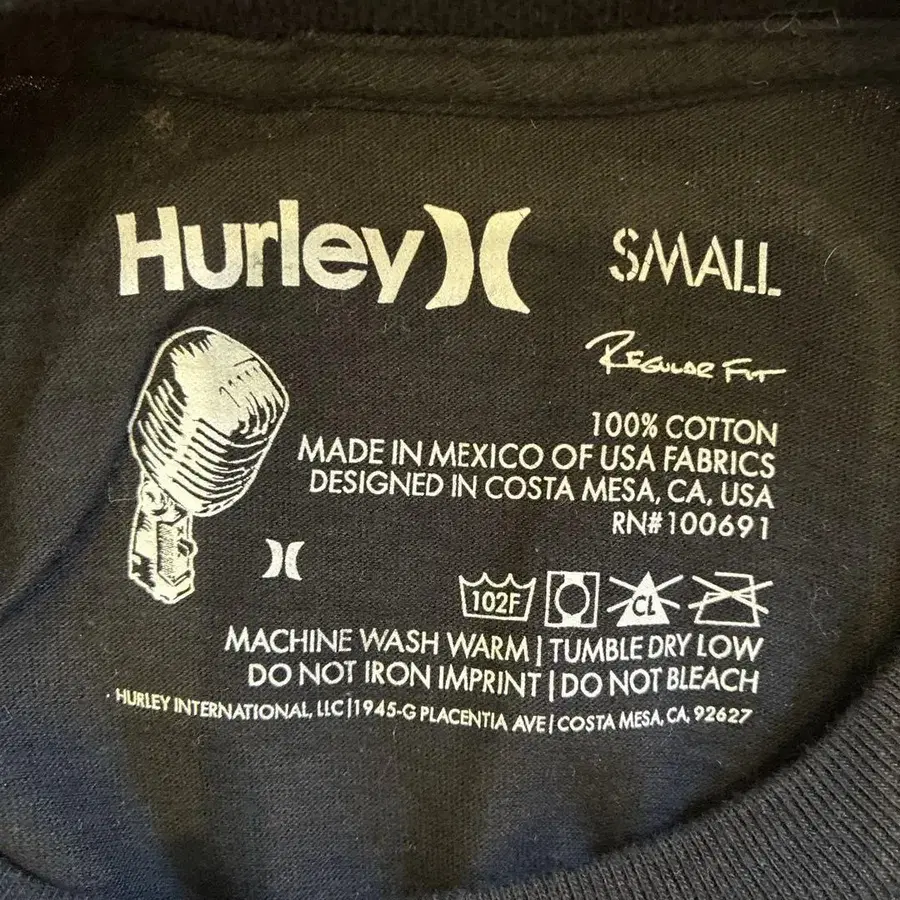 Hurley
SMALL
REGULAR FIT
100% COTTON
MADE IN MEXICO OF USA FABRICS
DESIGNED IN COSTA MESA, CA, USA
RN#100691
102F CL
MACHINE WASH WARM | TUMBLE DRY LOW
DO NOT IRON IMPRINT | DO NOT BLEACH
HURLEY INTERNATIONAL, LLC | 1945-G PLACENTIA AVE | COSTA MESA, CA, 92627